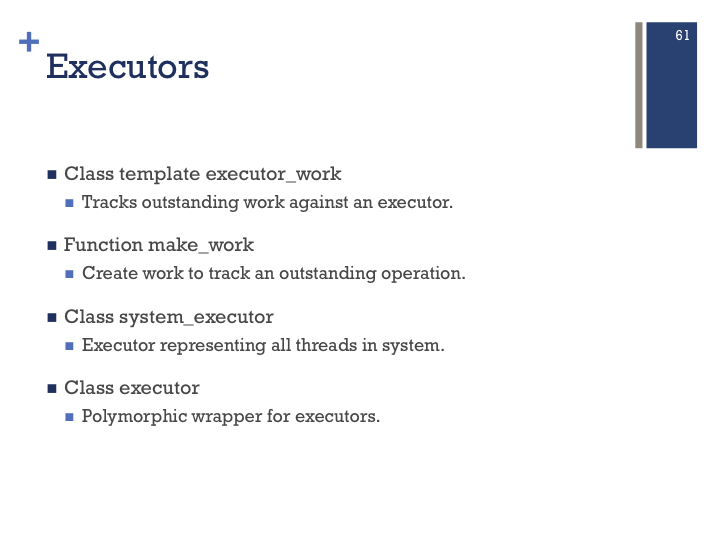 61
+
Executors
■ Class template executor_work
■ Tracks outstanding work against an executor.
■ Function make_work
■ Create work to track an outstanding operation.
■ Class system_executor
■ Executor representing all threads in system.
■ Class executor
■ Polymorphic wrapper for executors.